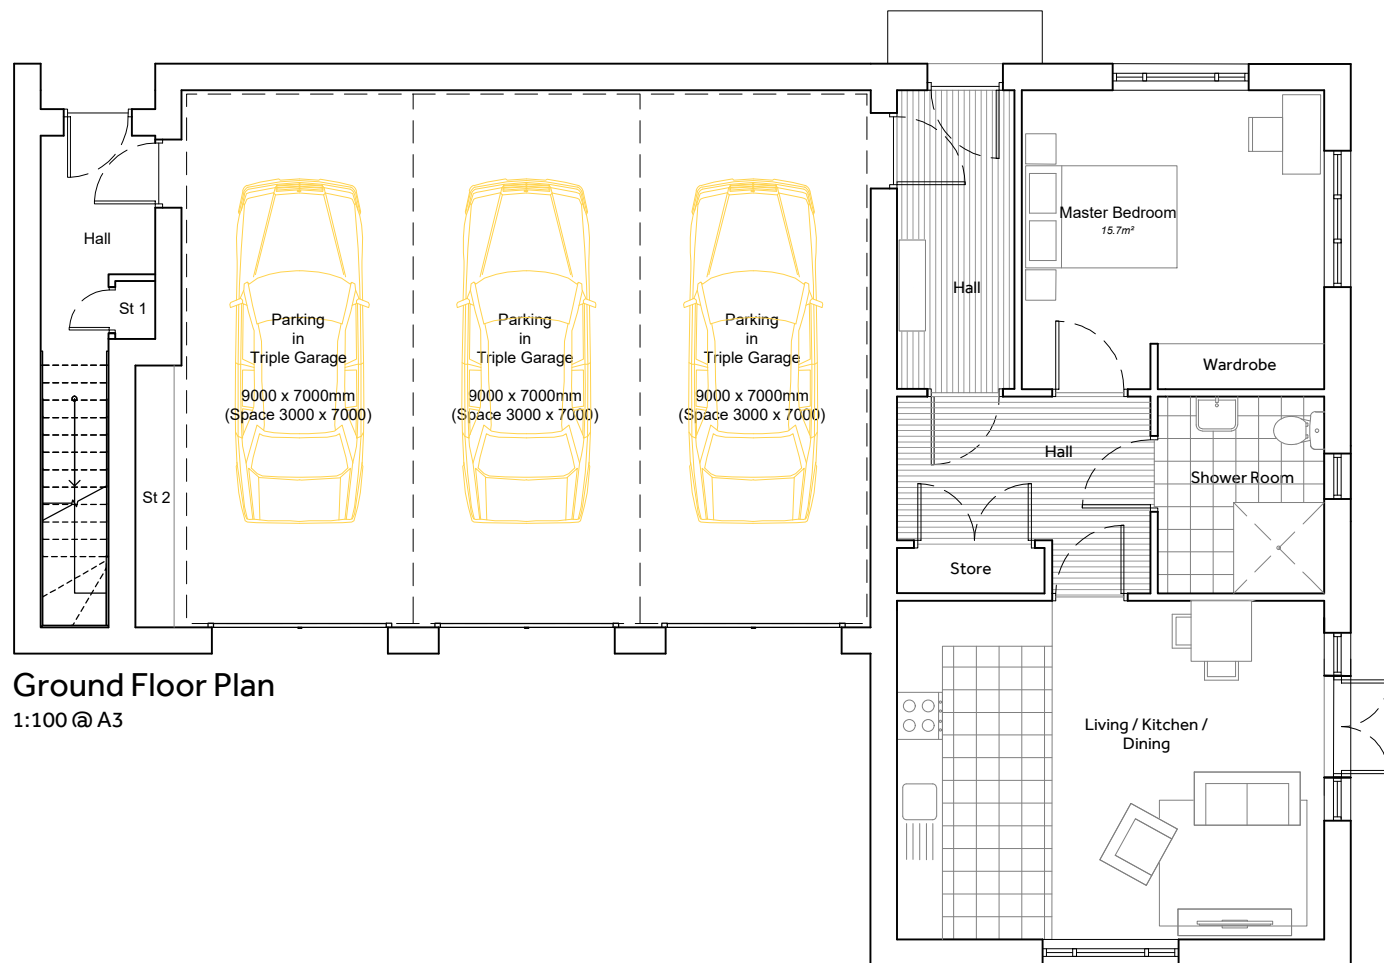 Hall
St 1
St 2
Parking
in
Triple Garage
9000 x 7000mm
(Space 3000 x 7000)
Parking
in
Triple Garage
9000 x 7000mm
(Space 3000 x 7000)
Parking
in
Triple Garage
9000 x 7000mm
(Space 3000 x 7000)
Hall
Master Bedroom
15.7m²
Wardrobe
Hall
Shower Room
Store
Living / Kitchen /
Dining
Ground Floor Plan
1:100 @ A3